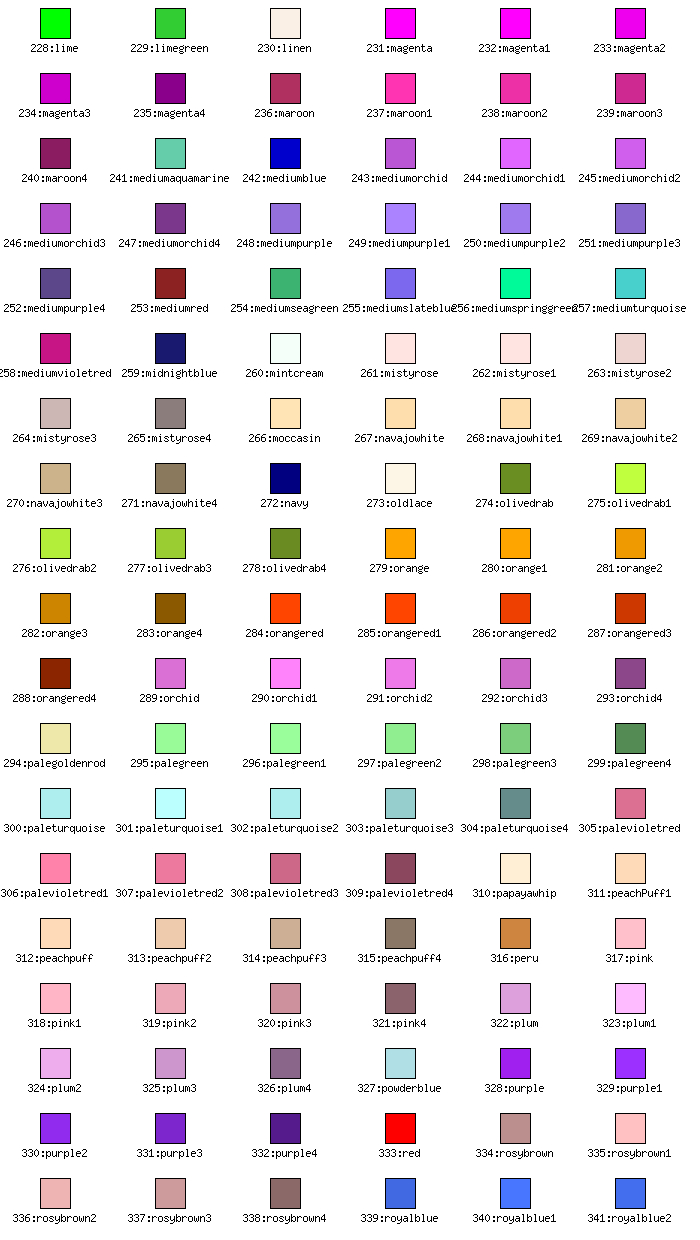 228:lime 229:limegreen 230:linen 231:magenta 232:magenta1 233:magenta2
234:magenta3 235:magenta4 236:maroon 237:maroon1 238:maroon2 239:maroon3
240:maroon4 241:mediumaquamarine 242:mediumblue 243:mediumorchid 244:mediumorchid1 245:mediumorchid2
246:mediumorchid3 247:mediumorchid4 248:mediumpurple 249:mediumpurple1 250:mediumpurple2 251:mediumpurple3
252:mediumpurple4 253:mediumred 254:mediumseagreen 255:mediumslateblue 256:mediumspringgreen 257:mediumturquoise
258:mediumvioletred 259:midnightblue 260:mintcream 261:mistyrose 262:mistyrose1 263:mistyrose2
264:mistyrose3 265:mistyrose4 266:moccasin 267:navajowhite 268:navajowhite1 269:navajowhite2
270:navajowhite3 271:navajowhite4 272:navy 273:oldlace 274:olivedrab 275:olivedrab1
276:olivedrab2 277:olivedrab3 278:olivedrab4 279:orange 280:orange1 281:orange2
282:orange3 283:orange4 284:orangered 285:orangered1 286:orangered2 287:orangered3
288:orangered4 289:orchid 290:orchid1 291:orchid2 292:orchid3 293:orchid4
294:palegoldenrod 295:palegreen 296:palegreen1 297:palegreen2 298:palegreen3 299:palegreen4
300:paleturquoise 301:paleturquoise1 302:paleturquoise2 303:paleturquoise3 304:paleturquoise4 305:palevioletred
306:palevioletred1 307:palevioletred2 308:palevioletred3 309:palevioletred4 310:papayawhip 311:peachPuff1
312:peachpuff 313:peachpuff2 314:peachpuff3 315:peachpuff4 316:peru 317:pink
318:pink1 319:pink2 320:pink3 321:pink4 322:plum 323:plum1
324:plum2 325:plum3 326:plum4 327:powderblue 328:purple 329:purple1
330:purple2 331:purple3 332:purple4 333:red 334:rosybrown 335:rosybrown1
336:rosybrown2 337:rosybrown3 338:rosybrown4 339:royalblue 340:royalblue1 341:royalblue2